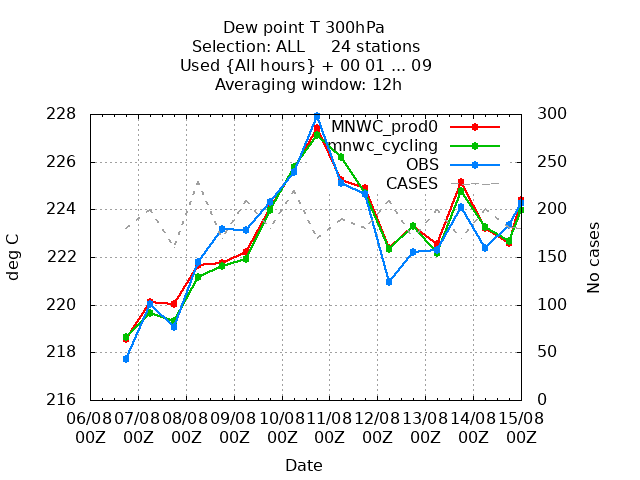 Dew point T 300hPa
Selection: ALL     24 stations
Used {All hours} + 00 01 ... 09
Averaging window: 12h
228
226
224
222
220
218
216
300
250
200
150
100
50
0
MNWC_prod0
mnwc_cycling
OBS
CASES
deg C
No cases
06/08 07/08 08/08 09/08 10/08 11/08 12/08 13/08 14/08 15/08
00Z 00Z 00Z 00Z 00Z 00Z 00Z 00Z 00Z 00Z
Date